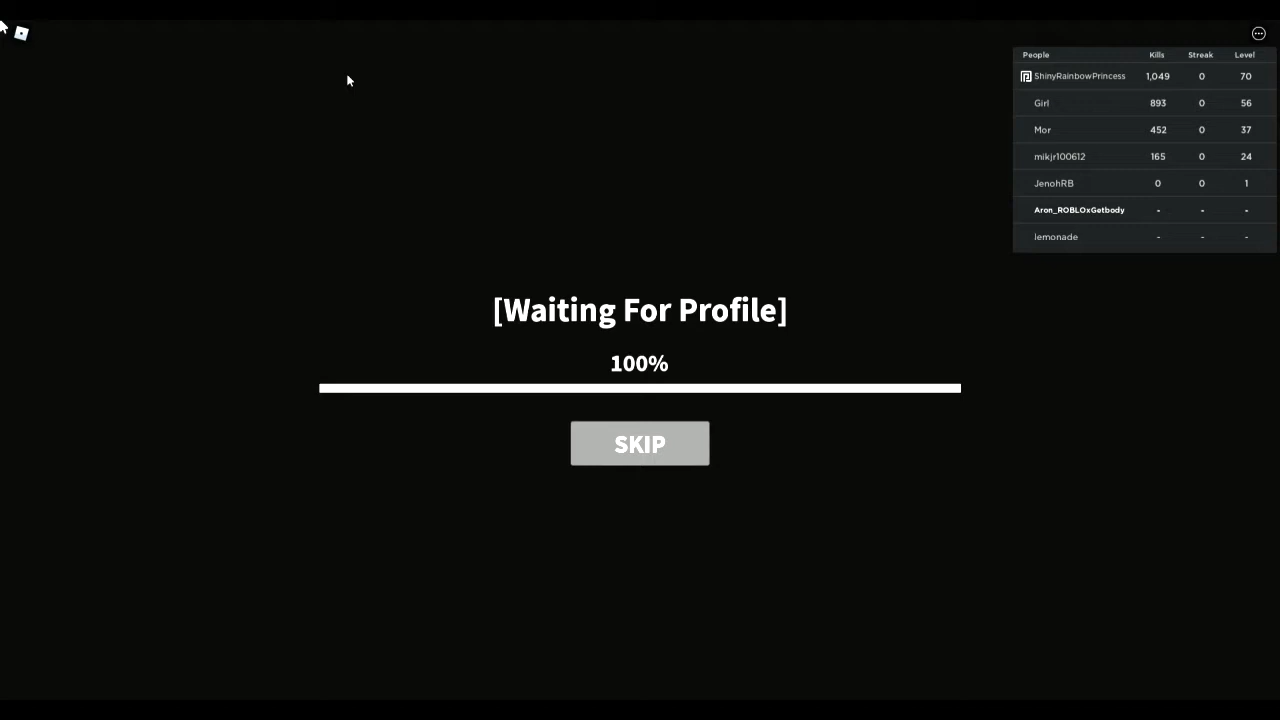 People Kills Streak Level
ShinyRainbowPrincess 1,049 0 70
Girl 893 0 56
Mor 452 0 37
mikjr100612 165 0 24
JenohRB 0 0 1
Aron_ROBLOxGetbody - - -
lemonade - - -
[Waiting For Profile]
100%
SKIP